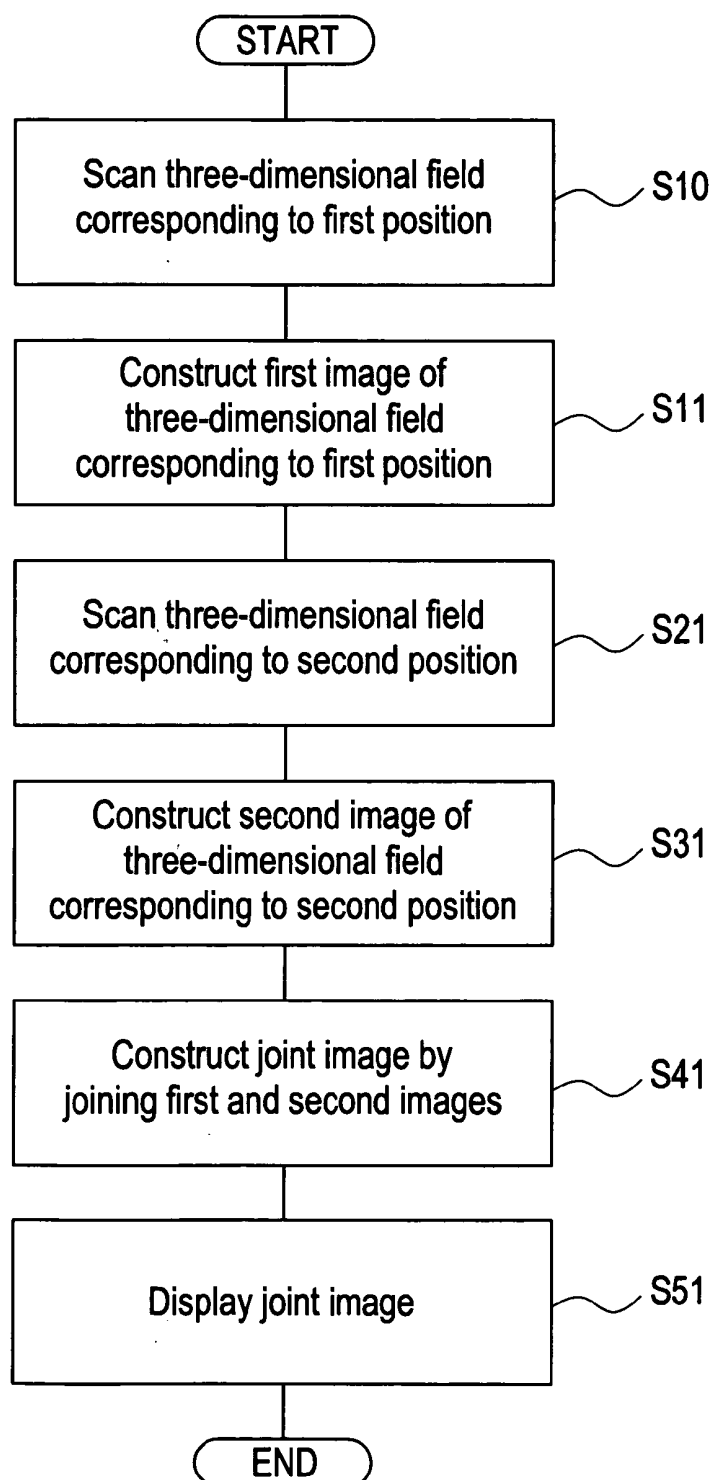 START
Scan three-dimensional field
corresponding to first position
S10
Construct first image of
three-dimensional field
corresponding to first position
S11
Scan three-dimensional field
corresponding to second position
S21
Construct second image of
three-dimensional field
corresponding to second position
S31
Construct joint image by
joining first and second images
S41
Display joint image
S51
END